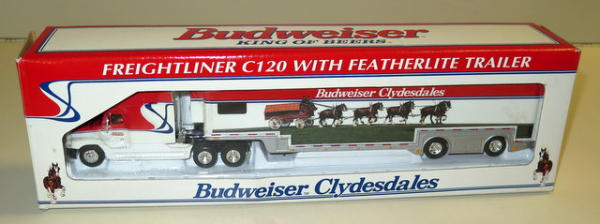 Budweiser
KING OF BEERS
FREIGHTLINER C120 WITH FEATHERLITE TRAILER
Budweiser Clydesdales
Budweiser Clydesdales